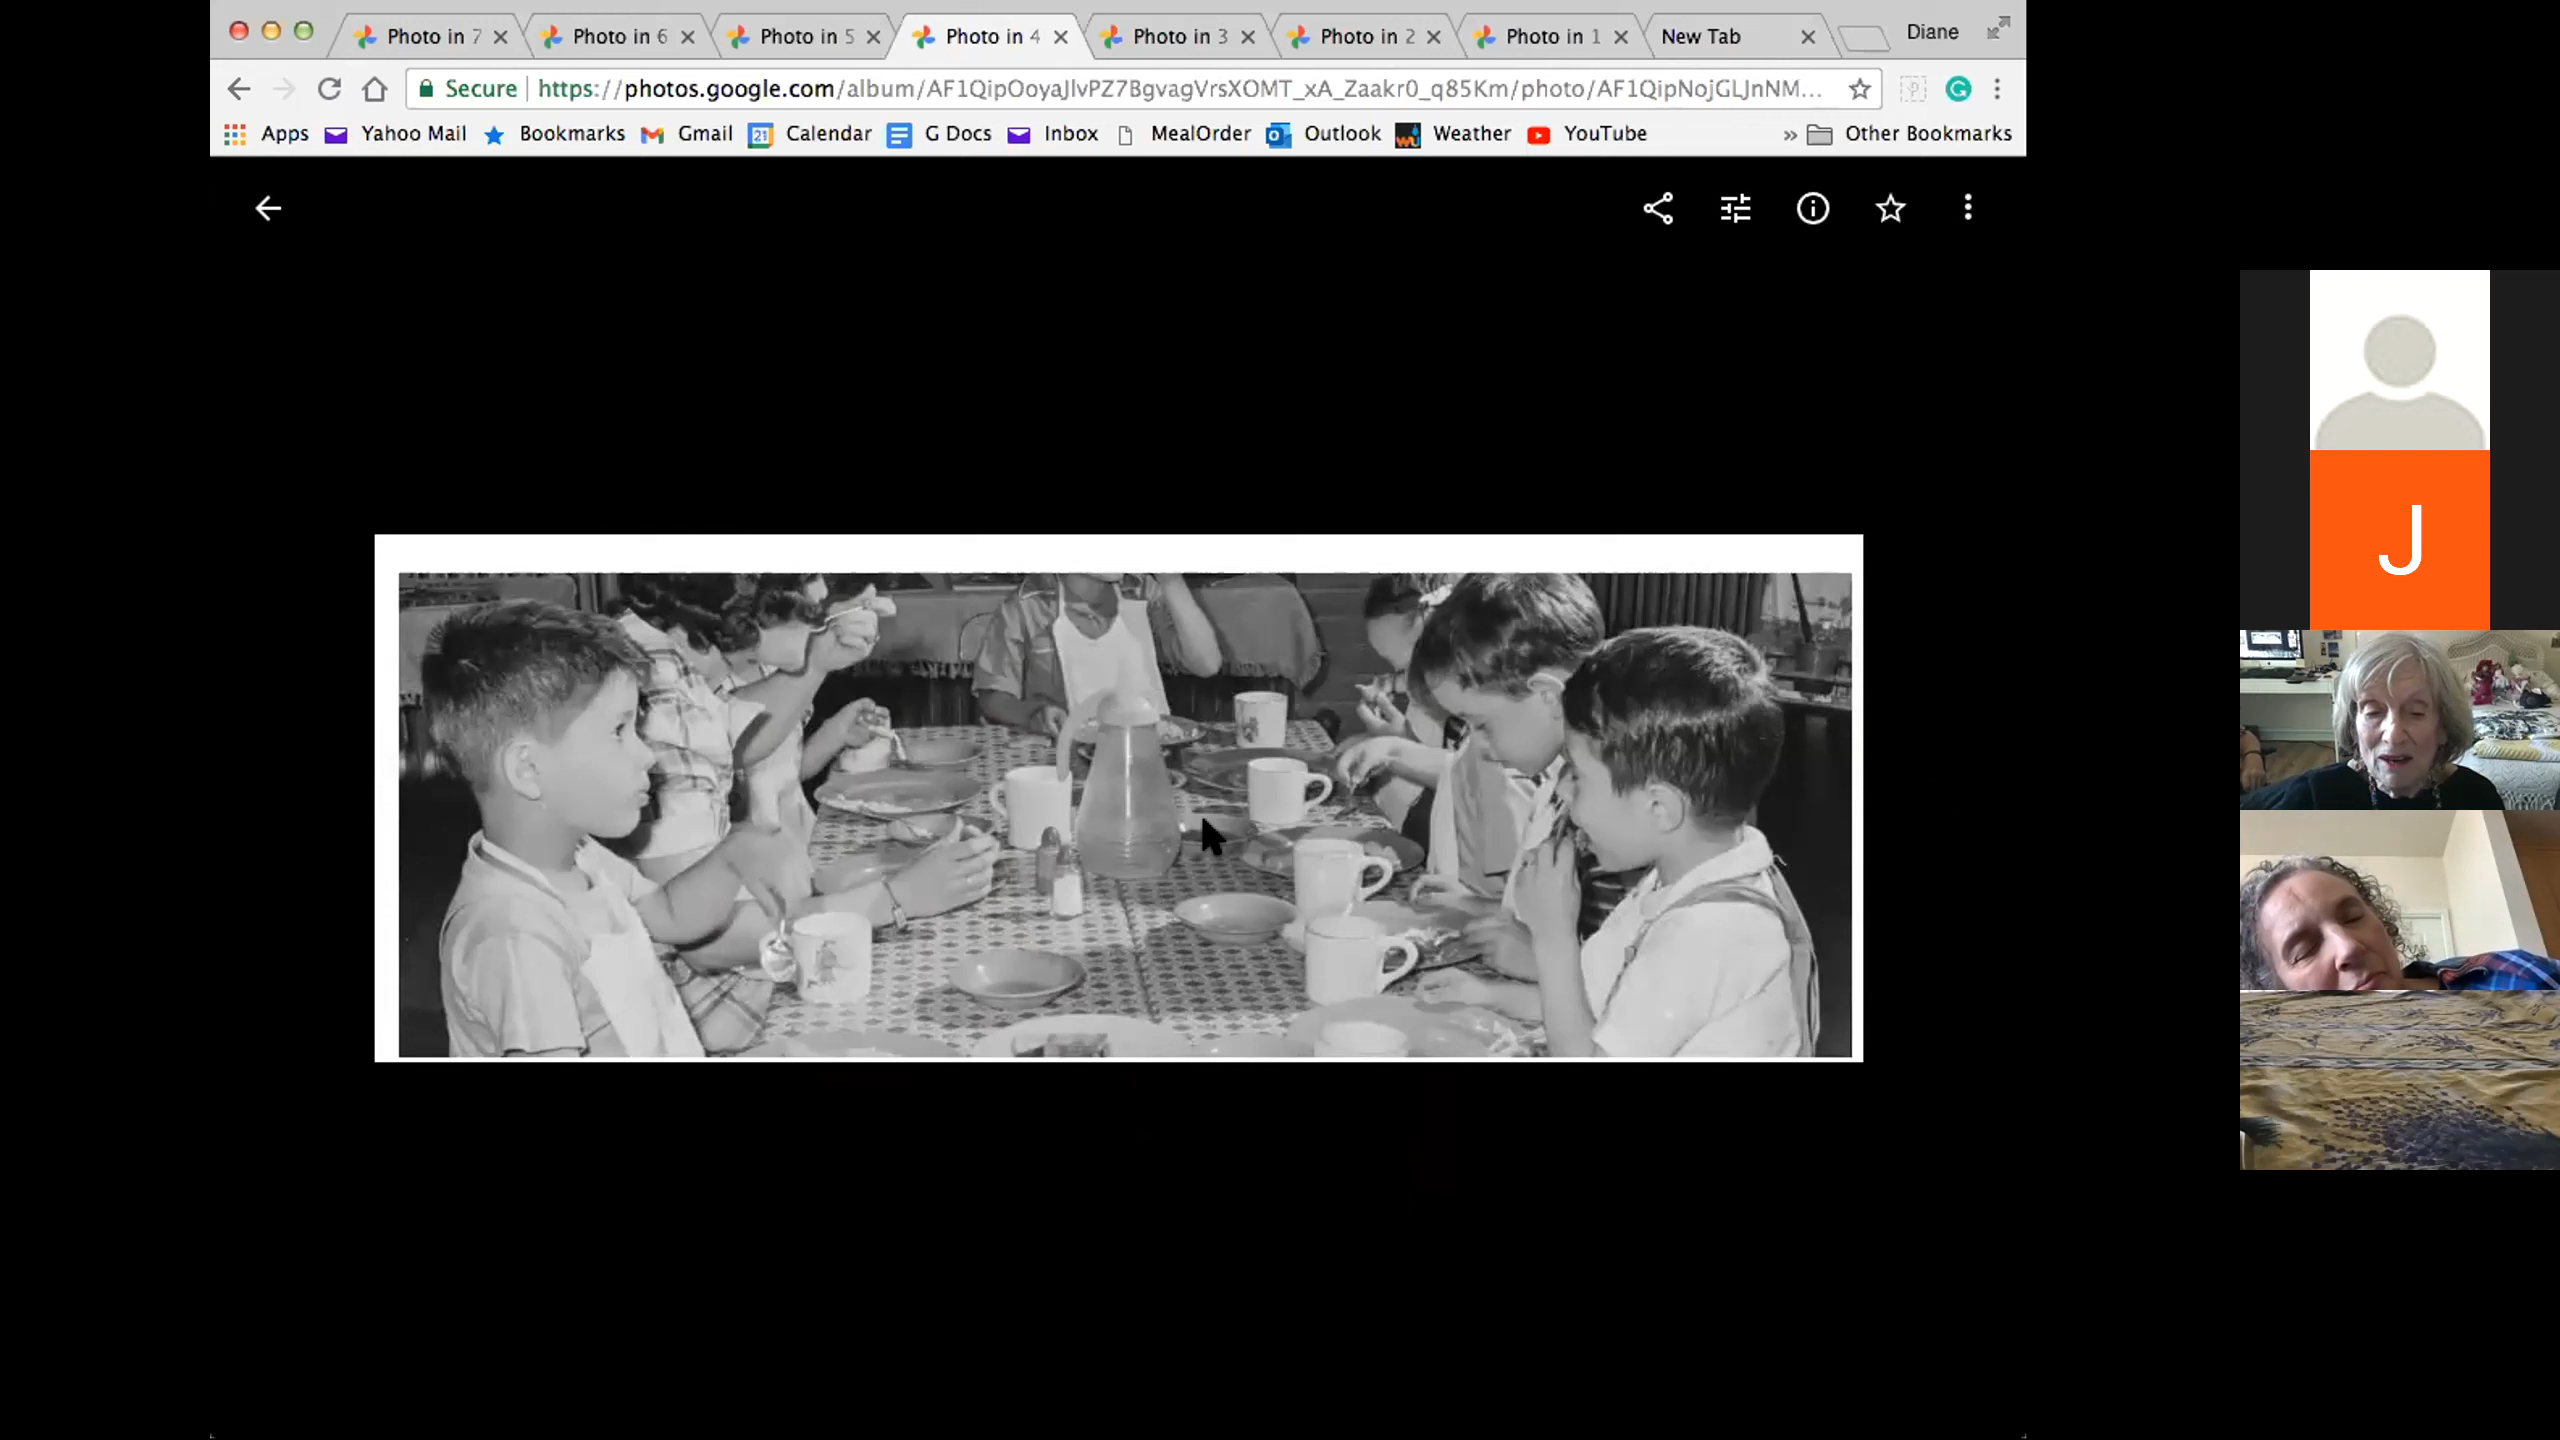 Photo in 7 Photo in 6 Photo in 5 Photo in 4 Photo in 3 Photo in 2 Photo in 1 New Tab Diane
Secure https://photos.google.com/album/AF1QipOoyaJlvPZ7BgvagVrsXOMT_xA_Zaakr0_q85Km/photo/AF1QipNojGLJnNM...
Apps Yahoo Mail Bookmarks Gmail 21 Calendar G Docs Inbox MealOrder Outlook Weather YouTube » Other Bookmarks
J